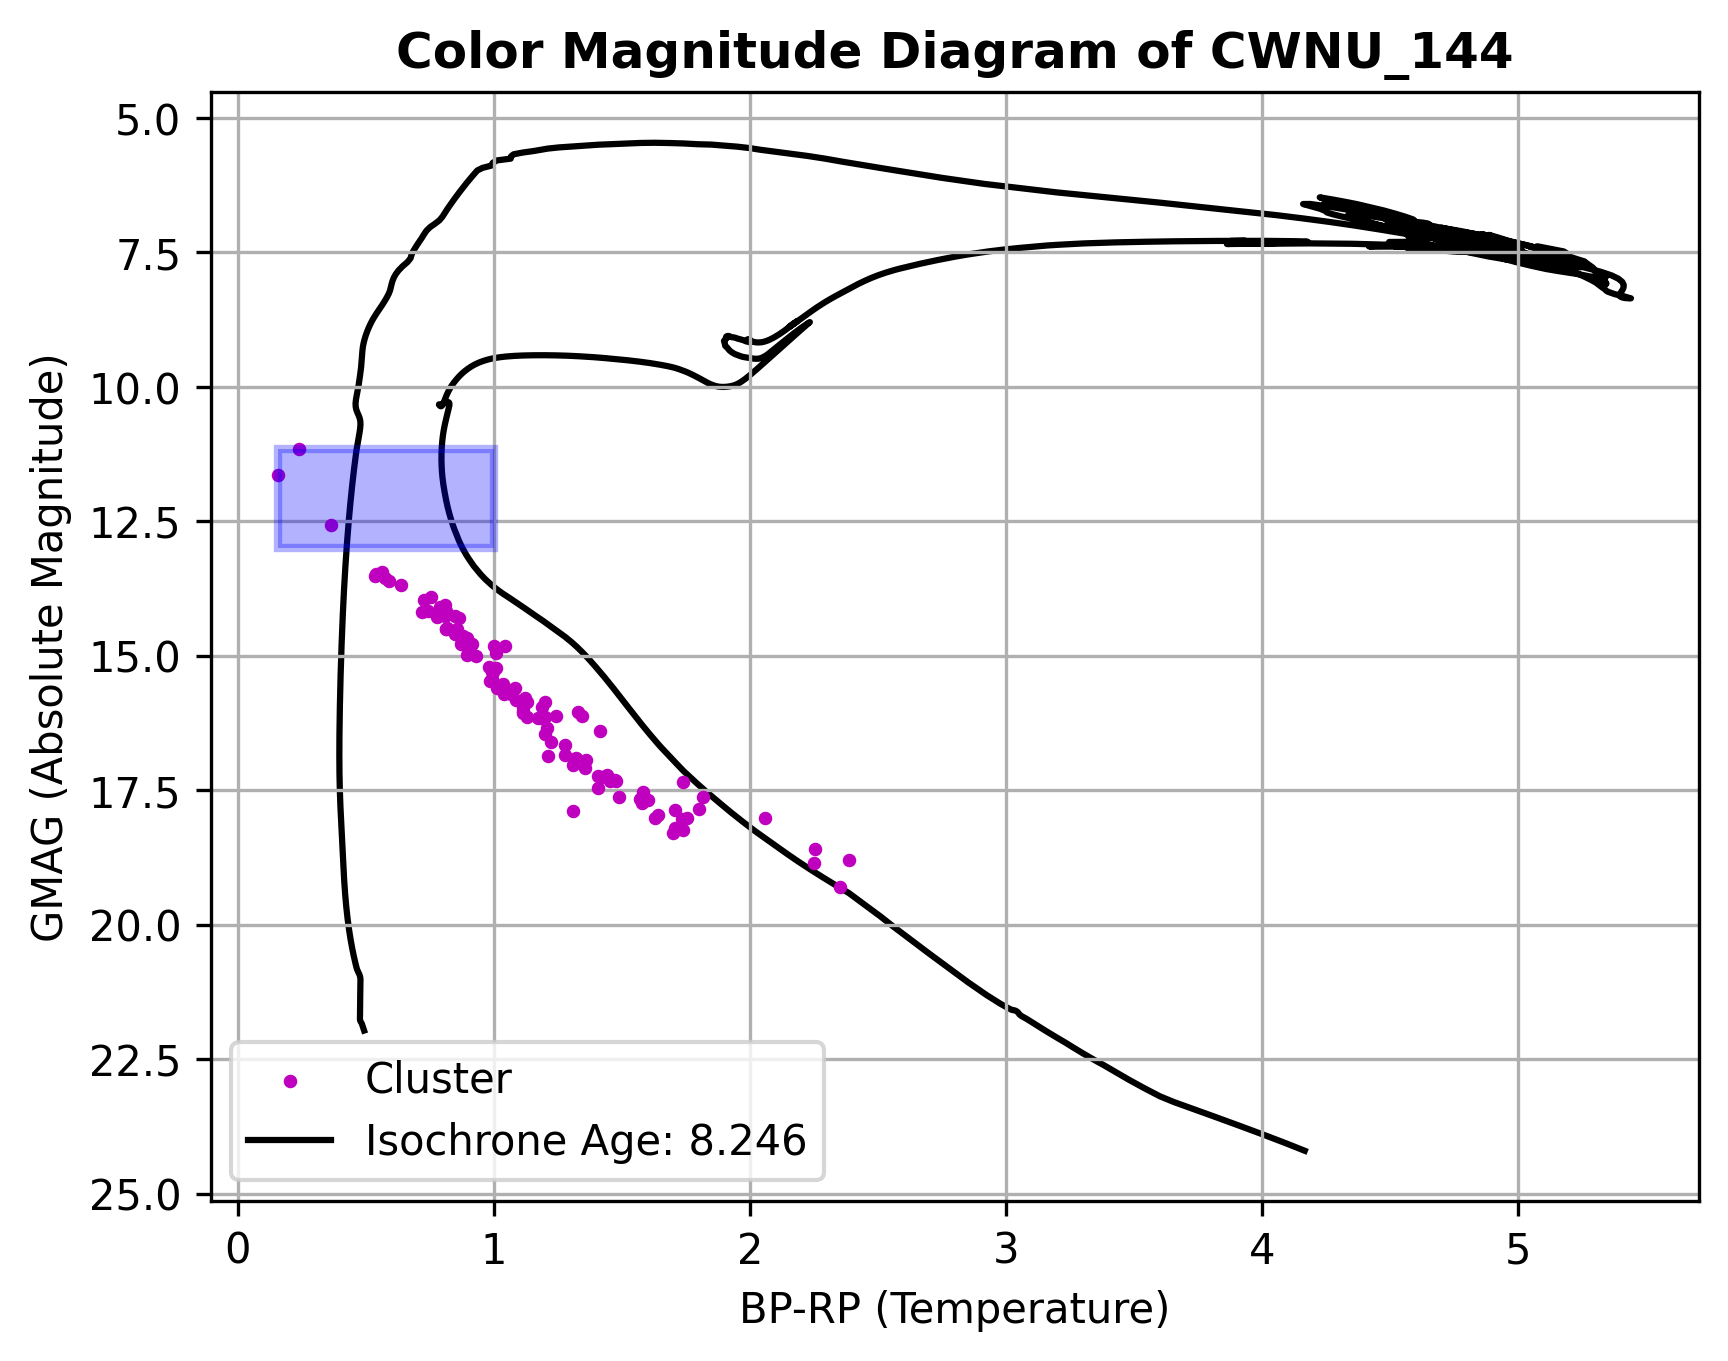 Color Magnitude Diagram of CWNU_144
GMAG (Absolute Magnitude)
5.0
7.5
10.0
12.5
15.0
17.5
20.0
22.5
25.0
Cluster
Isochrone Age: 8.246
0 1 2 3 4 5
BP-RP (Temperature)